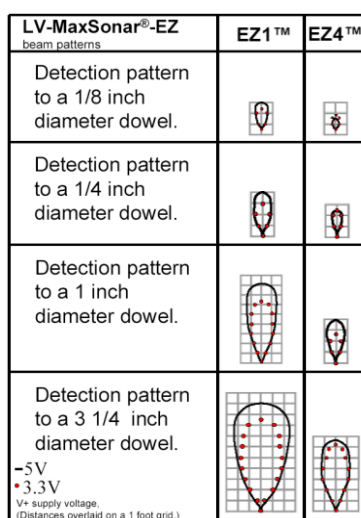 LV-MaxSonar®-EZ
beam patterns
EZ1™ EZ4™
Detection pattern
to a 1/8 inch
diameter dowel.
Detection pattern
to a 1/4 inch
diameter dowel.
Detection pattern
to a 1 inch
diameter dowel.
Detection pattern
to a 3 1/4 inch
diameter dowel.
–5V
•3.3V
V+ supply voltage,
(Distances overlaid on a 1 foot grid.)